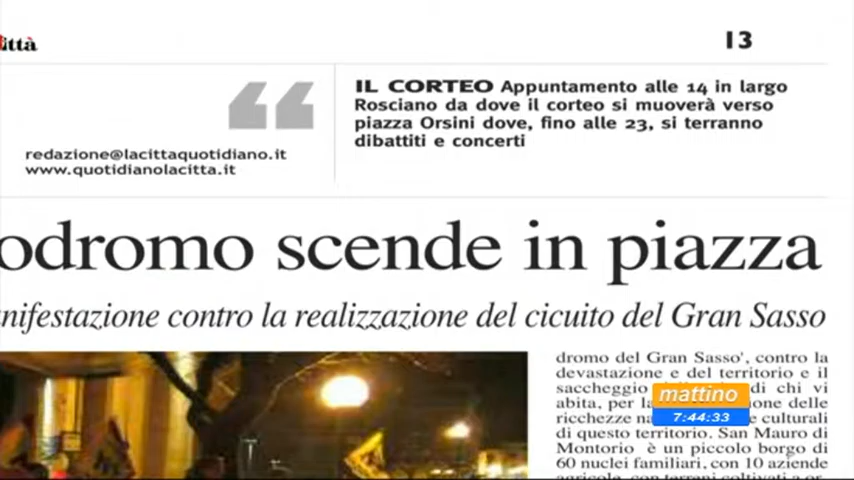 13
IL CORTEO Appuntamento alle 14 in largo
Rosciano da dove il corteo si muoverà verso
piazza Orsini dove, fino alle 23, si terranno
dibattiti e concerti
redazione@lacittaquotidiano.it
www.quotidianolacitta.it
odromo scende in piazza
nifestazione contro la realizzazione del cicuito del Gran Sasso
dromo del Gran Sasso', contro la
devastazione e del territorio e il
saccheggio di chi vi
abita, per la delle
ricchezze e culturali
di questo territorio. San Mauro di
Montorio è un piccolo borgo di
60 nuclei familiari, con 10 aziende
mattino
7:44:33